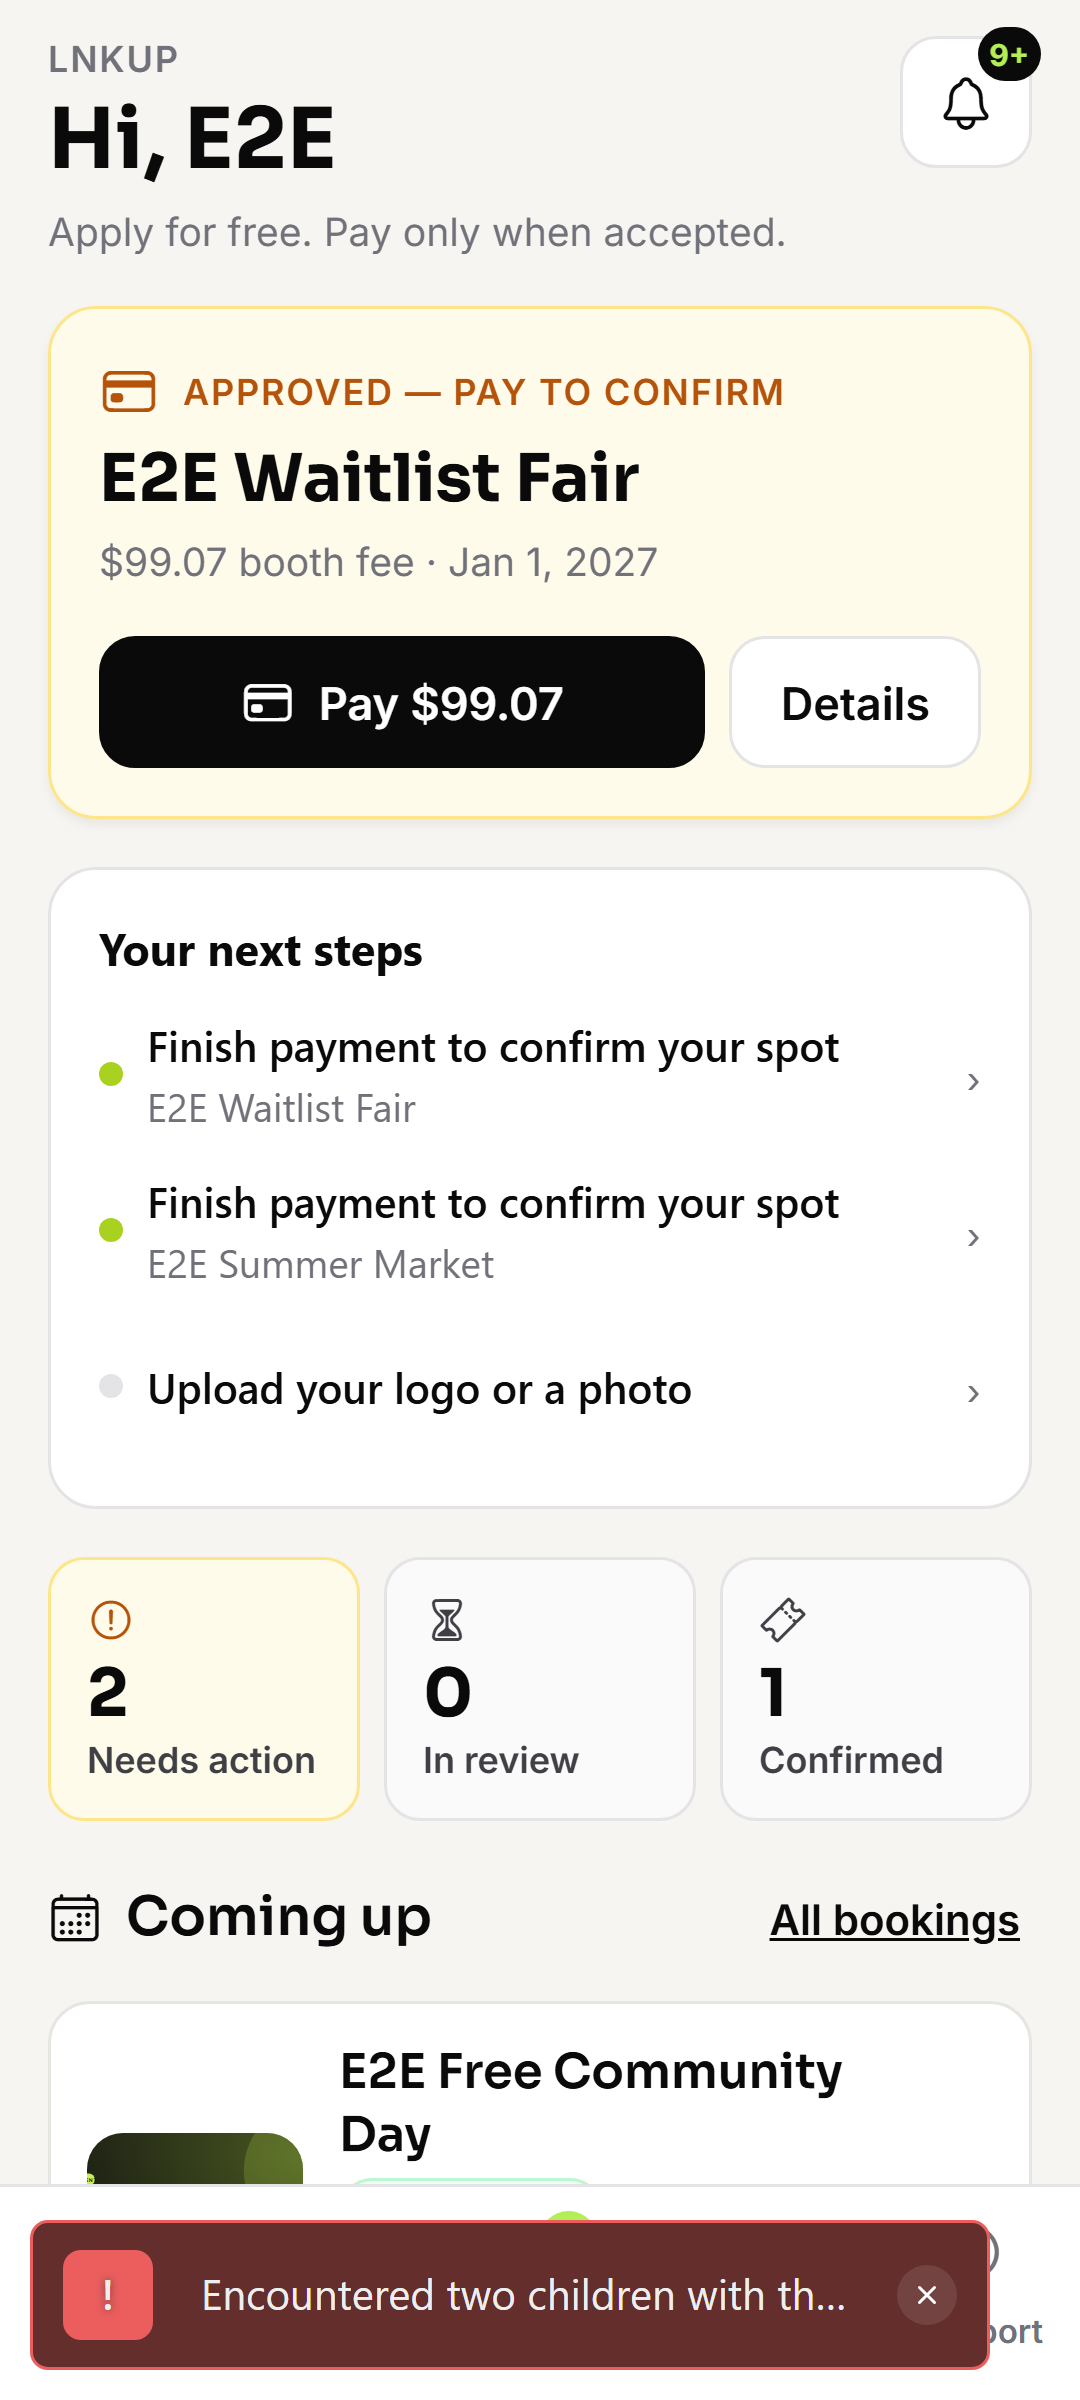 LNKUP
9+
Hi, E2E
Apply for free. Pay only when accepted.
APPROVED — PAY TO CONFIRM
E2E Waitlist Fair
$99.07 booth fee · Jan 1, 2027
Pay $99.07
Details
Your next steps
Finish payment to confirm your spot
E2E Waitlist Fair
›
Finish payment to confirm your spot
E2E Summer Market
›
Upload your logo or a photo
›
2
Needs action
0
In review
1
Confirmed
Coming up
All bookings
E2E Free Community
Day
!
Encountered two children with th...
×